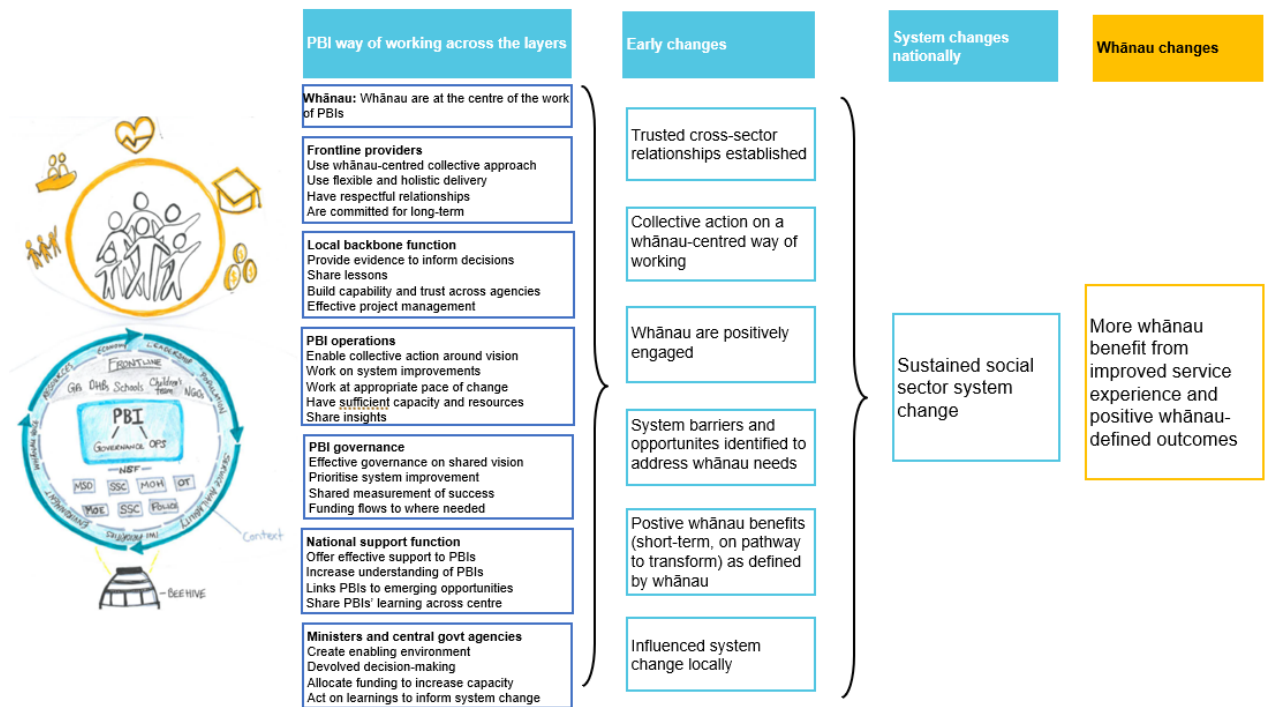 PBI way of working across the layers
Early changes
System changes
nationally
Whānau changes
Whānau: Whānau are at the centre of the work
of PBIs
Frontline providers
Use whānau-centred collective approach
Use flexible and holistic delivery
Have respectful relationships
Are committed for long-term
Local backbone function
Provide evidence to inform decisions
Share lessons
Build capability and trust across agencies
Effective project management
PBI operations
Enable collective action around vision
Work on system improvements
Work at appropriate pace of change
Have sufficient capacity and resources
Share insights
PBI governance
Effective governance on shared vision
Prioritise system improvement
Shared measurement of success
Funding flows to where needed
National support function
Offer effective support to PBIs
Increase understanding of PBIs
Links PBIs to emerging opportunities
Share PBIs' learning across centre
Ministers and central govt agencies
Create enabling environment
Devolved decision-making
Allocate funding to increase capacity
Act on learnings to inform system change
Trusted cross-sector
relationships established
Collective action on a
whānau-centred way of
working
Whānau are positively
engaged
System barriers and
opportunites identified to
address whānau needs
Postive whānau benefits
(short-term, on pathway
to transform) as defined
by whānau
Influenced system
change locally
Sustained social
sector system
change
More whānau
benefit from
improved service
experience and
positive whānau-
defined outcomes
RESOURCES
ECONOMY
LEADERSHIP
POPULATION
SERVICE AVAILABILITY
IWI PRIORITIES
ENVIRONMENT
FRONTLINE
GPs DHBs Schools Children's team NGOs
PBI
GOVERNANCE OPS
NSF
MSD SSC MOH OT
MOE SSC POLICE
Context
BEEHIVE